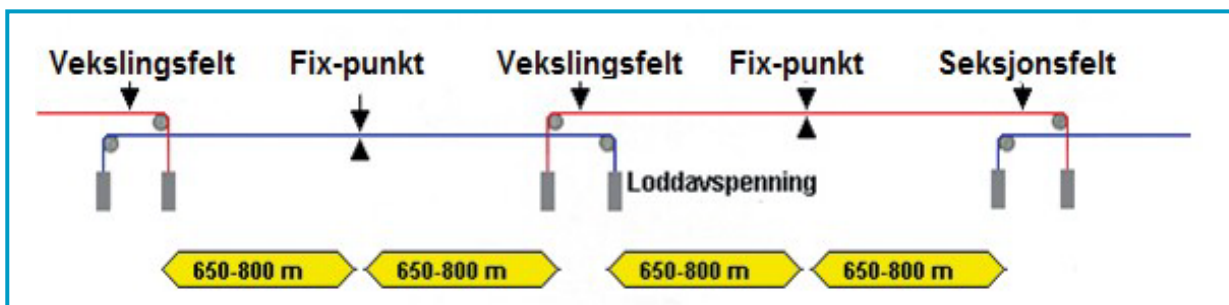 Vekslingsfelt Fix-punkt Vekslingsfelt Fix-punkt Seksjonsfelt
Loddavspenning
650-800 m 650-800 m 650-800 m 650-800 m